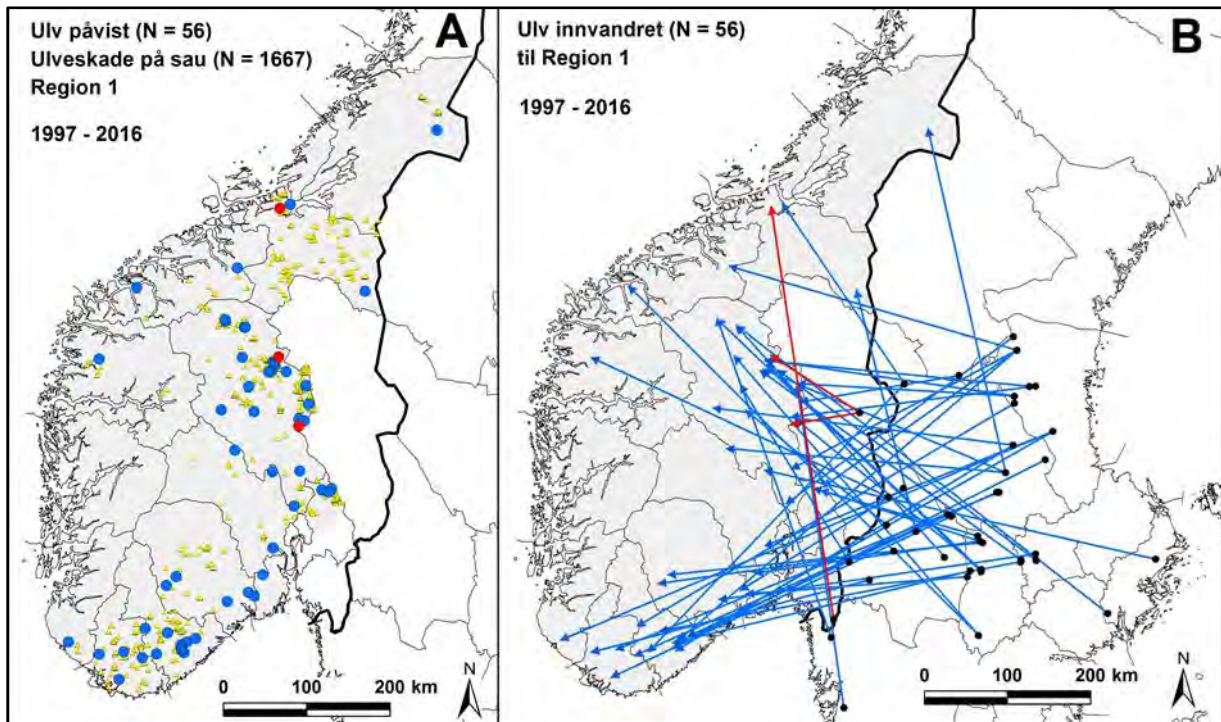 Ulv påvist (N = 56)
Ulveskade på sau (N = 1667)
Region 1
1997 - 2016
A
N
0 100 200 km
Ulv innvandret (N = 56)
til Region 1
1997 - 2016
B
N
0 100 200 km